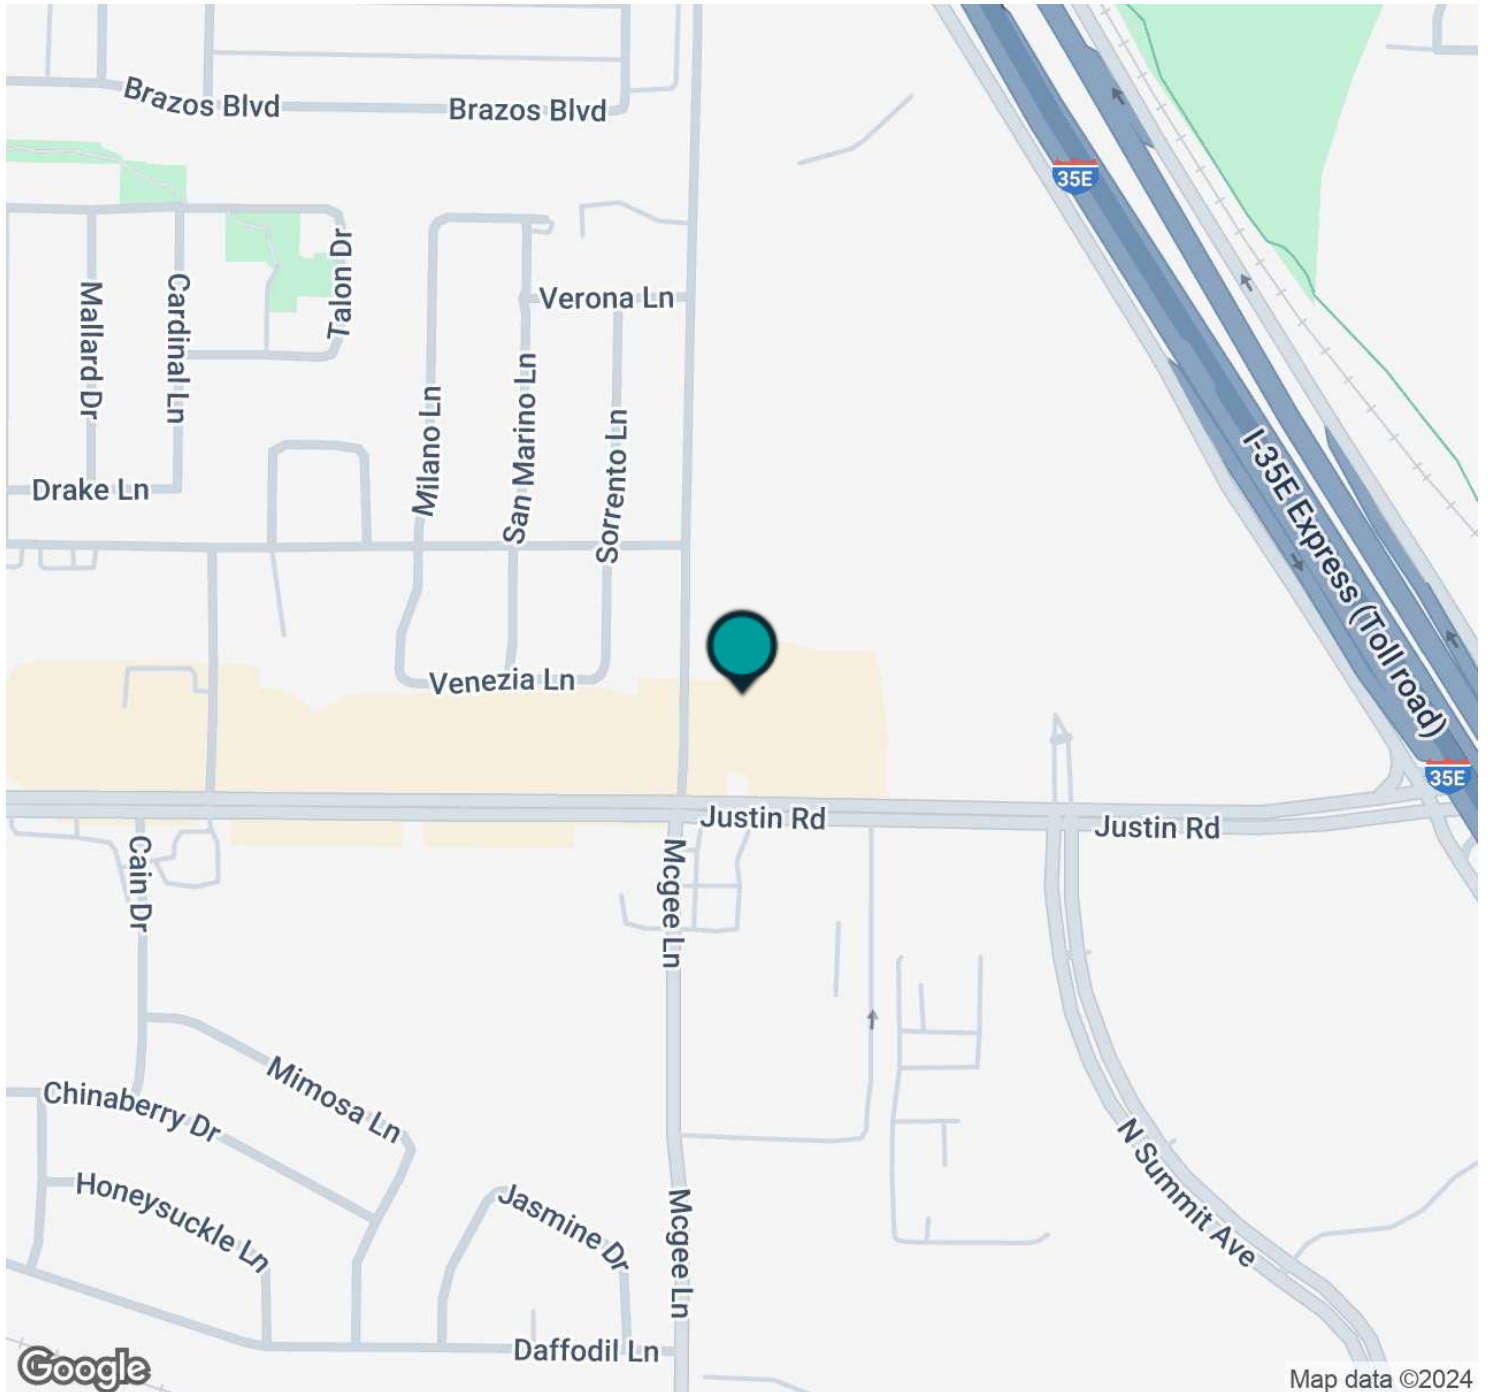 Brazos Blvd
Brazos Blvd
35E
Talon Dr
Mallard Dr
Cardinal Ln
Verona Ln
Milano Ln
San Marino Ln
Sorrento Ln
Drake Ln
I-35E Express (Toll road)
Venezia Ln
35E
Justin Rd
Justin Rd
Cain Dr
Mcgee Ln
Mimosa Ln
Chinaberry Dr
Honeysuckle Ln
Jasmine Dr
Mcgee Ln
N Summit Ave
Daffodil Ln
Google
Map data ©2024